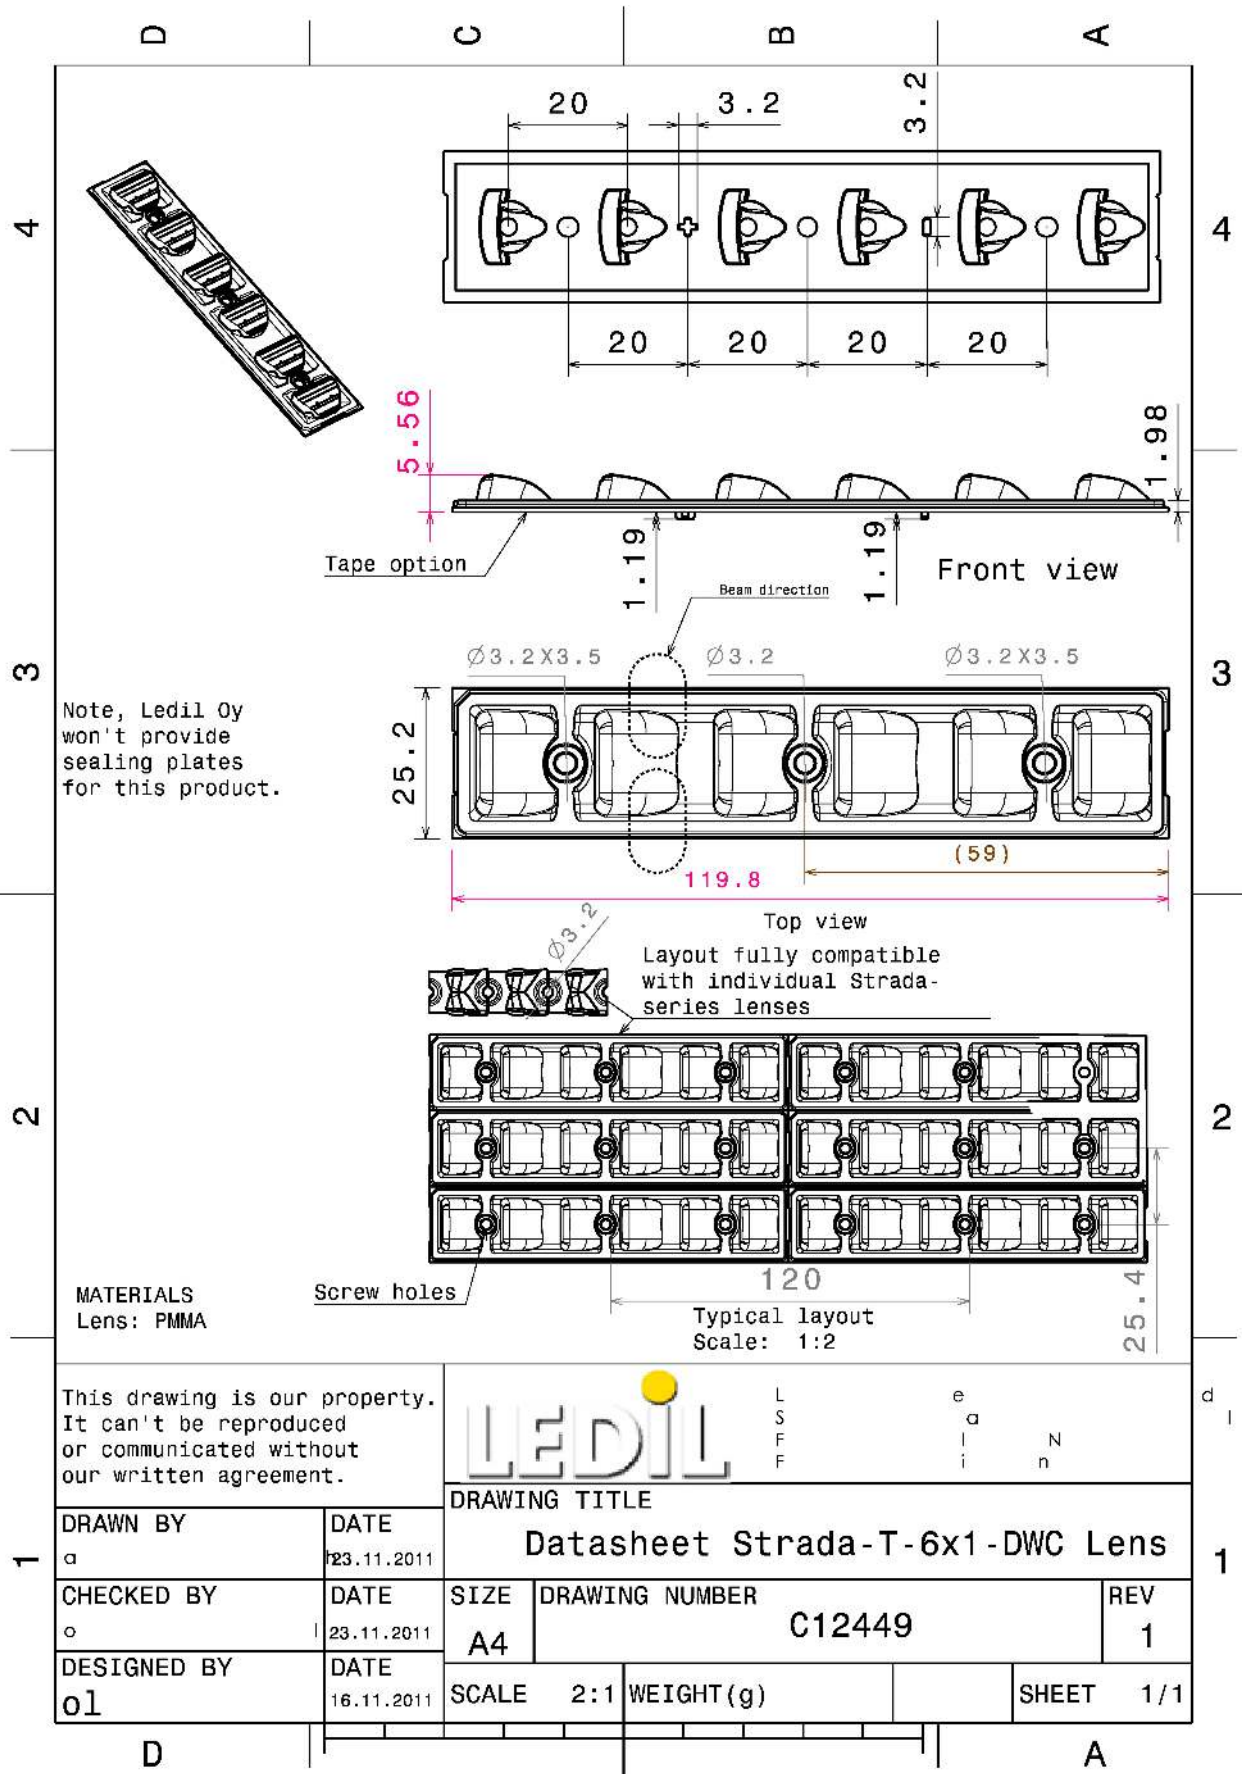 D C B A
4
4
20
3.2
3.2
20
20
20
20
5.56
1.98
1.19
1.19
Tape option
Front view
Beam direction
Ø3.2X3.5
Ø3.2
Ø3.2X3.5
3
3
Note, Ledil Oy
won't provide
sealing plates
for this product.
25.2
(59)
119.8
Top view
Ø3.2
Layout fully compatible
with individual Strada-
series lenses
2
2
120
25.4
Screw holes
Typical layout
Scale: 1:2
MATERIALS
Lens: PMMA
This drawing is our property.
It can't be reproduced
or communicated without
our written agreement.
LEDiL
L e d
S a l
F l N
F i n
DRAWING TITLE
Datasheet Strada-T-6x1-DWC Lens
1
1
DRAWN BY
a
DATE
23.11.2011
CHECKED BY
o l
DATE
23.11.2011
DESIGNED BY
ol
DATE
16.11.2011
SIZE
A4
DRAWING NUMBER
C12449
REV
1
SCALE 2:1
WEIGHT(g)
SHEET 1/1
D A